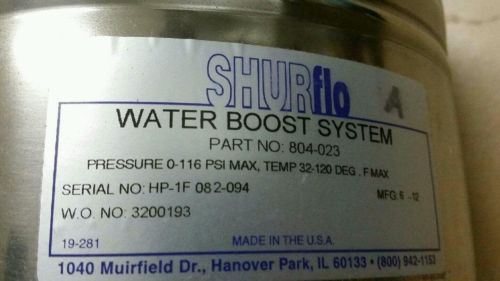 SHURflo
A
WATER BOOST SYSTEM
PART NO: 804-023
PRESSURE 0-116 PSI MAX, TEMP 32-120 DEG . F MAX
SERIAL NO: HP-1F 082-094 MFG: 6 -12
W.O. NO: 3200193
19-281 MADE IN THE U.S.A.
1040 Muirfield Dr., Hanover Park, IL 60133 • (800) 942-1153